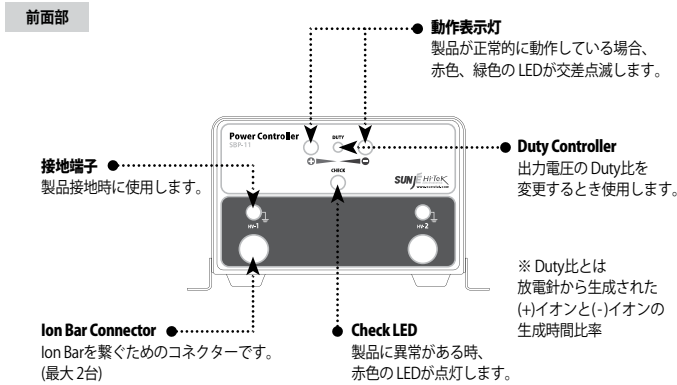 前面部
動作表示灯
製品が正常的に動作している場合、
赤色、緑色の LEDが交差点滅します。
Power Controller
SBP-11
DUTY
CHECK
SUNJE Hi-TeK
www.sunstat.com
Duty Controller
出力電圧の Duty比を
変更するとき使用します。
接地端子
製品接地時に使用します。
HV-1
HV-2
※ Duty比とは
放電針から生成された
(+)イオンと(-)イオンの
生成時間比率
Ion Bar Connector
Ion Barを繋ぐためのコネクターです。
(最大 2台)
Check LED
製品に異常がある時、
赤色の LEDが点灯します。